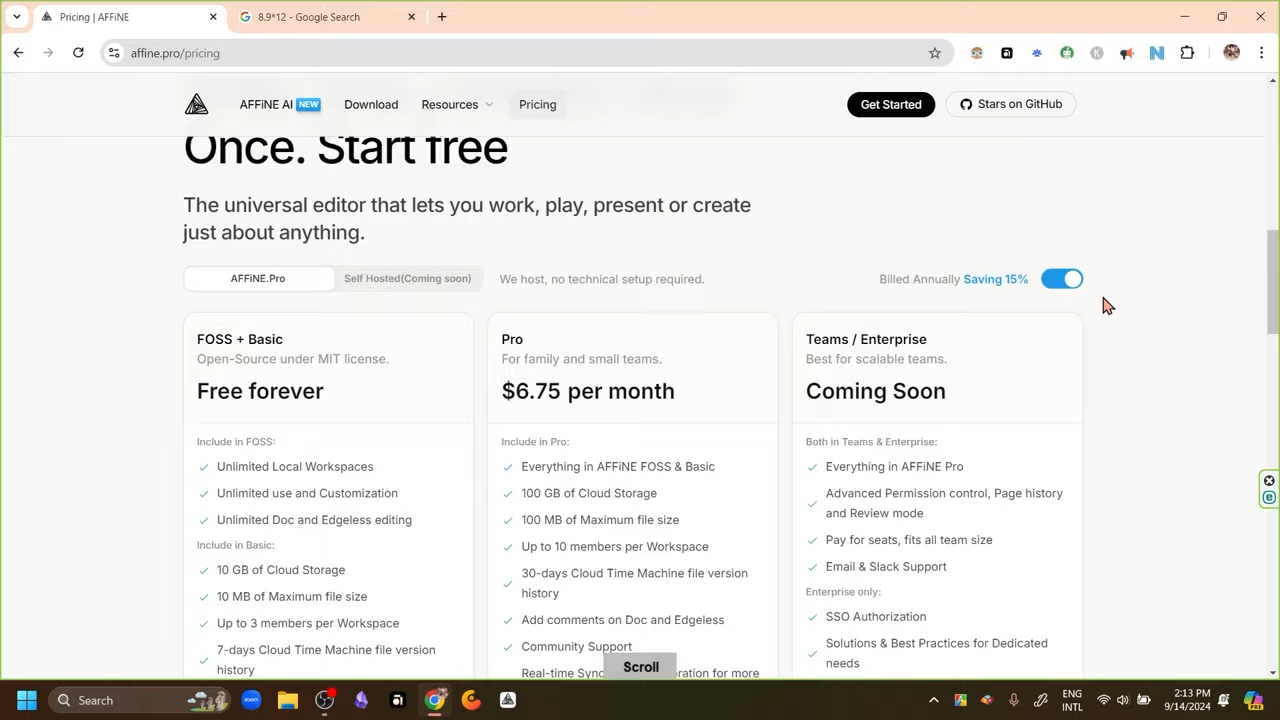 Pricing | AFFiNE
8.9*12 - Google Search
affine.pro/pricing
AFFiNE AI NEW
Download
Resources
Pricing
Get Started
Stars on GitHub
Once. Start free
The universal editor that lets you work, play, present or create
just about anything.
AFFiNE.Pro
Self Hosted(Coming soon)
We host, no technical setup required.
Billed Annually Saving 15%
FOSS + Basic
Open-Source under MIT license.
Free forever
Include in FOSS:
Unlimited Local Workspaces
Unlimited use and Customization
Unlimited Doc and Edgeless editing
Include in Basic:
10 GB of Cloud Storage
10 MB of Maximum file size
Up to 3 members per Workspace
7-days Cloud Time Machine file version
history
Pro
For family and small teams.
$6.75 per month
Include in Pro:
Everything in AFFiNE FOSS & Basic
100 GB of Cloud Storage
100 MB of Maximum file size
Up to 10 members per Workspace
30-days Cloud Time Machine file version
history
Add comments on Doc and Edgeless
Community Support
Real-time Sync oration for more
Teams / Enterprise
Best for scalable teams.
Coming Soon
Both in Teams & Enterprise:
Everything in AFFiNE Pro
Advanced Permission control, Page history
and Review mode
Pay for seats, fits all team size
Email & Slack Support
Enterprise only:
SSO Authorization
Solutions & Best Practices for Dedicated
needs
Scroll
Search
zoom
ENG
INTL
2:13 PM
9/14/2024